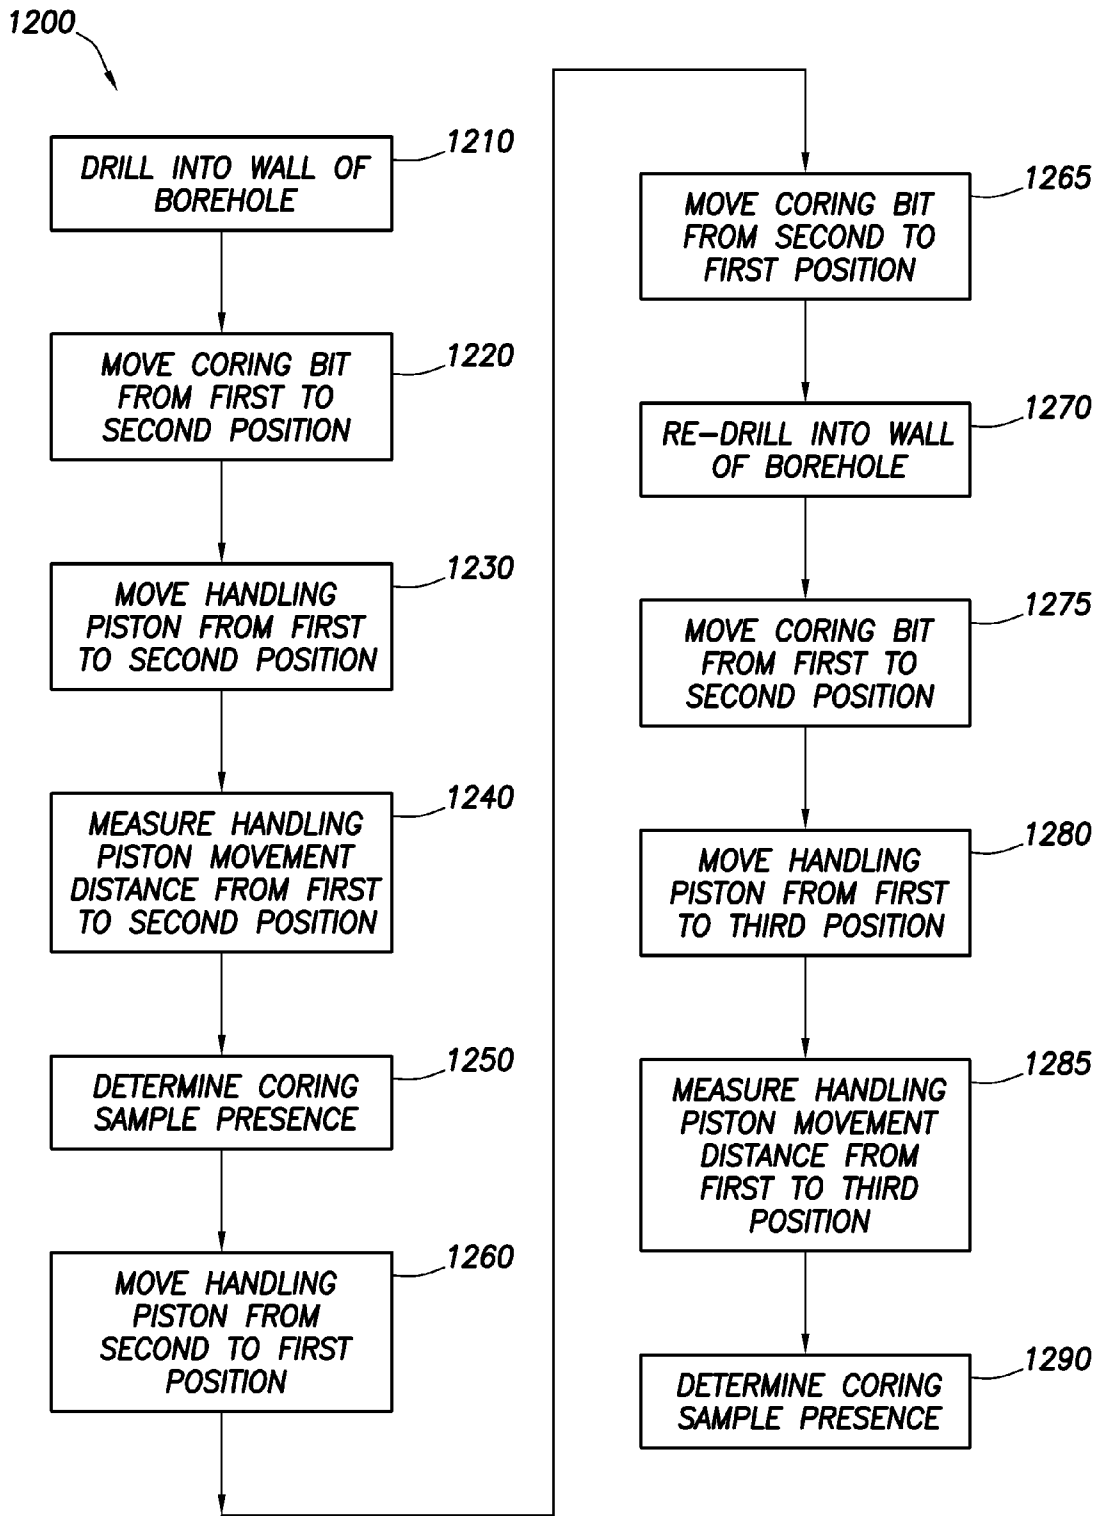 1200
1210
DRILL INTO WALL OF
BOREHOLE
1220
MOVE CORING BIT
FROM FIRST TO
SECOND POSITION
1230
MOVE HANDLING
PISTON FROM FIRST
TO SECOND POSITION
1240
MEASURE HANDLING
PISTON MOVEMENT
DISTANCE FROM FIRST
TO SECOND POSITION
1250
DETERMINE CORING
SAMPLE PRESENCE
1260
MOVE HANDLING
PISTON FROM
SECOND TO FIRST
POSITION
1265
MOVE CORING BIT
FROM SECOND TO
FIRST POSITION
1270
RE-DRILL INTO WALL
OF BOREHOLE
1275
MOVE CORING BIT
FROM FIRST TO
SECOND POSITION
1280
MOVE HANDLING
PISTON FROM FIRST
TO THIRD POSITION
1285
MEASURE HANDLING
PISTON MOVEMENT
DISTANCE FROM
FIRST TO THIRD
POSITION
1290
DETERMINE CORING
SAMPLE PRESENCE